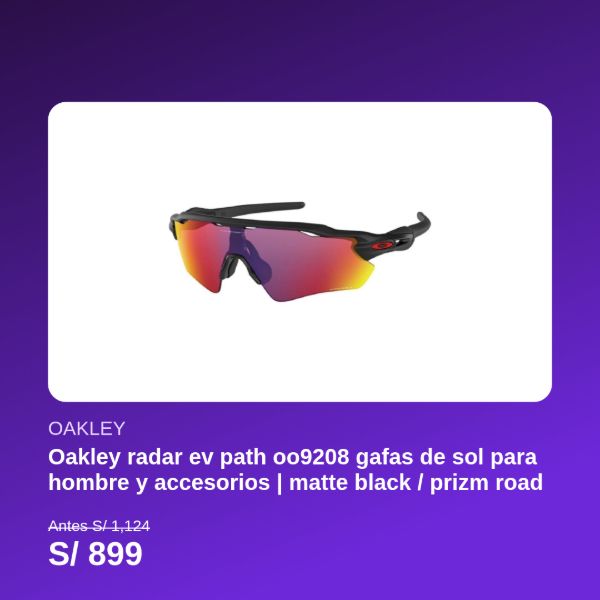 OAKLEY
Oakley radar ev path oo9208 gafas de sol para
hombre y accesorios | matte black / prizm road
Antes S/ 1,124
S/ 899